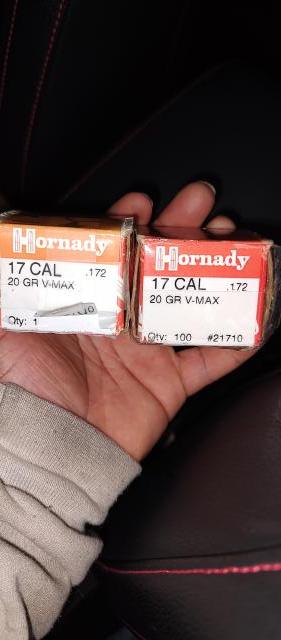 Hornady
17 CAL .172
20 GR V-MAX
Qty: 1
Hornady
17 CAL .172
20 GR V-MAX
Qty: 100 #21710